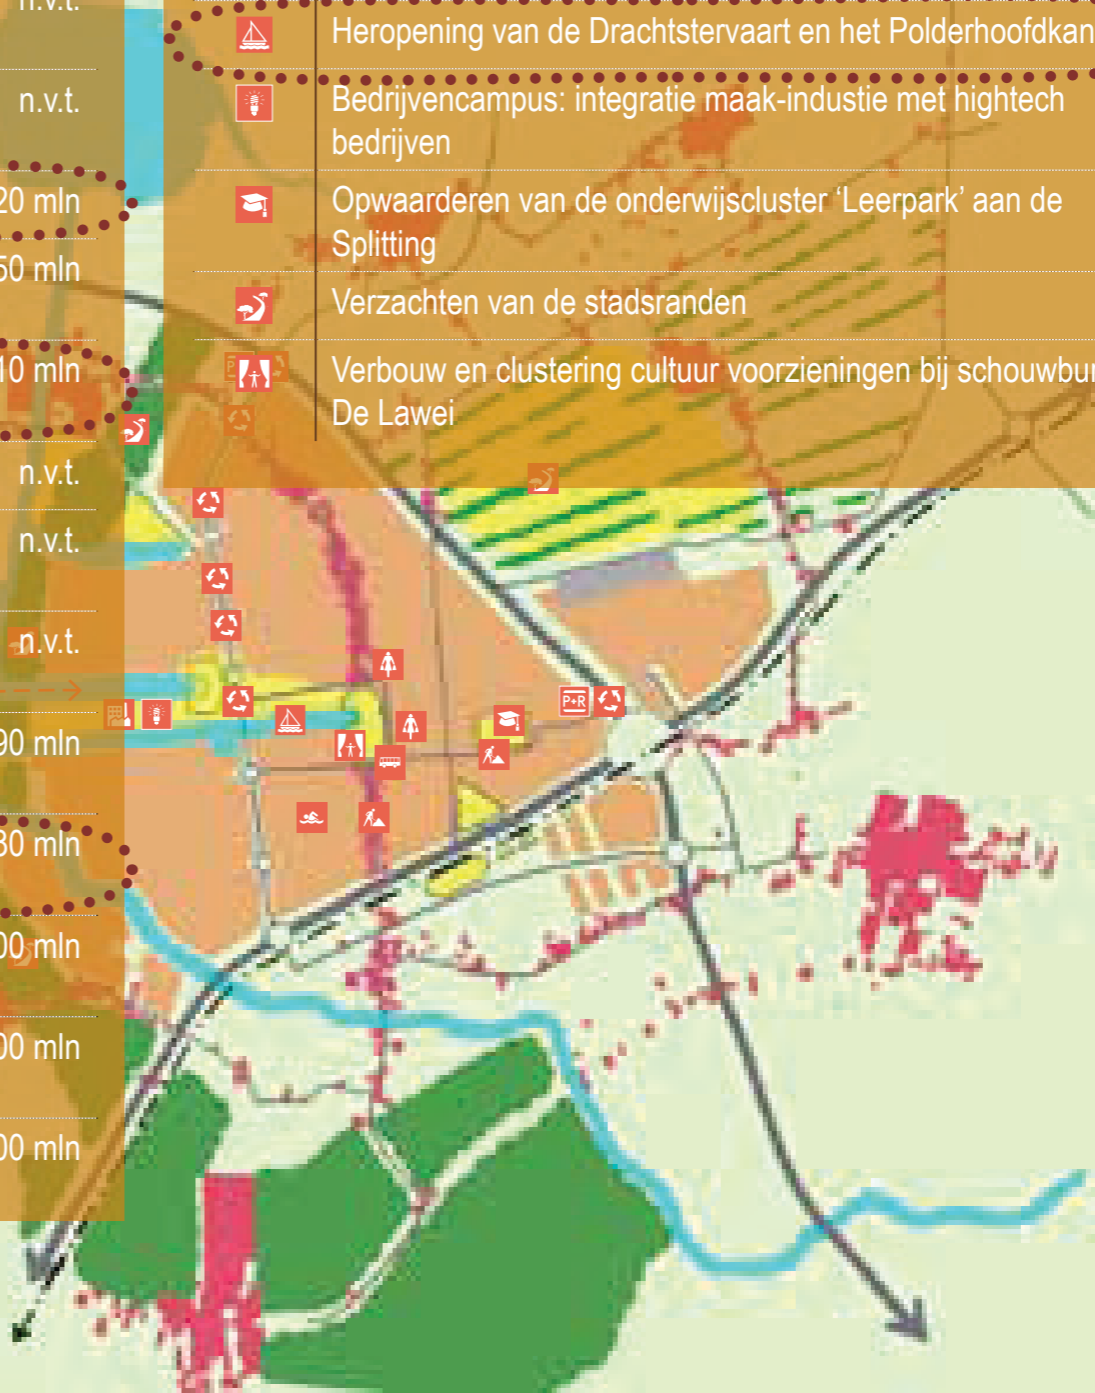 n.v.t.
n.v.t.
20 mln
50 mln
10 mln
n.v.t.
n.v.t.
n.v.t.
90 mln
30 mln
00 mln
00 mln
00 mln
Heropening van de Drachtstervaart en het Polderhoofdkan
Bedrijvencampus: integratie maak-industie met hightech
bedrijven
Opwaarderen van de onderwijscluster ‘Leerpark’ aan de
Splitting
Verzachten van de stadsranden
Verbouw en clustering cultuur voorzieningen bij schouwbur
De Lawei
P+R